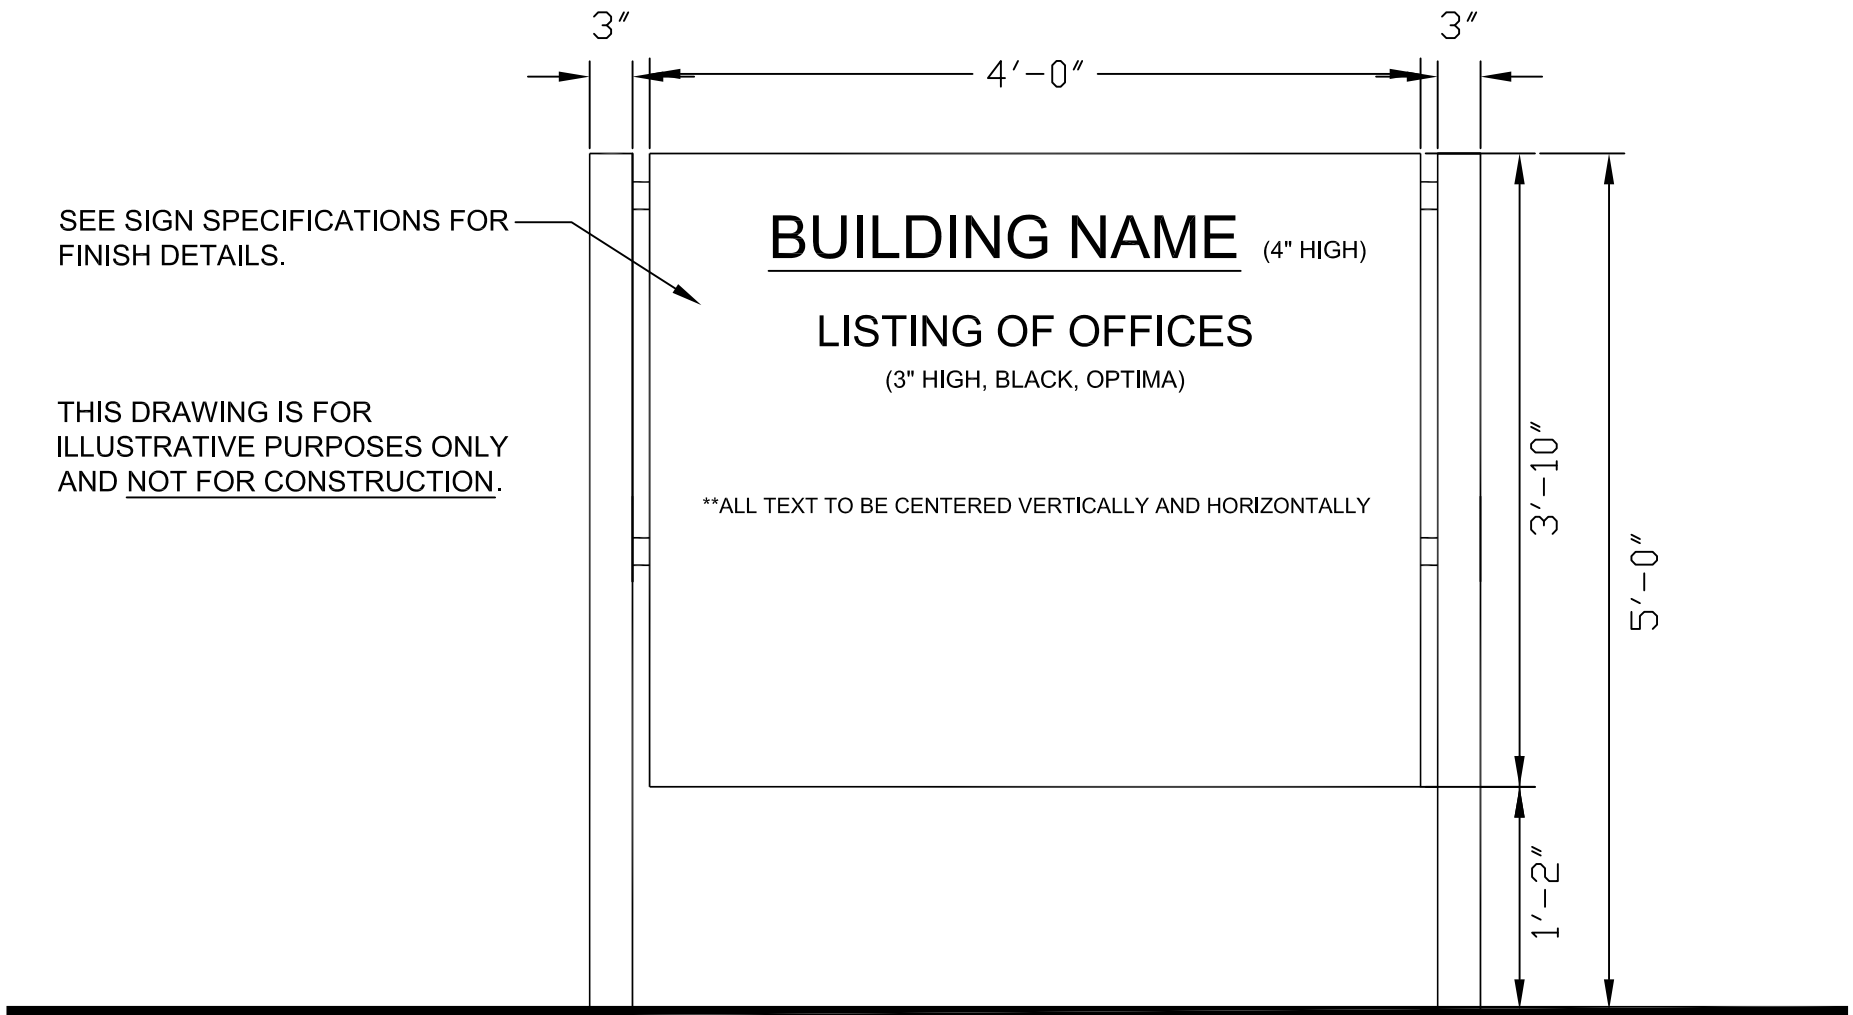 3"
3"
4'-0"
SEE SIGN SPECIFICATIONS FOR
FINISH DETAILS.
BUILDING NAME (4" HIGH)
LISTING OF OFFICES
(3" HIGH, BLACK, OPTIMA)
THIS DRAWING IS FOR
ILLUSTRATIVE PURPOSES ONLY
AND NOT FOR CONSTRUCTION.
**ALL TEXT TO BE CENTERED VERTICALLY AND HORIZONTALLY
3'-10"
5'-0"
1'-2"